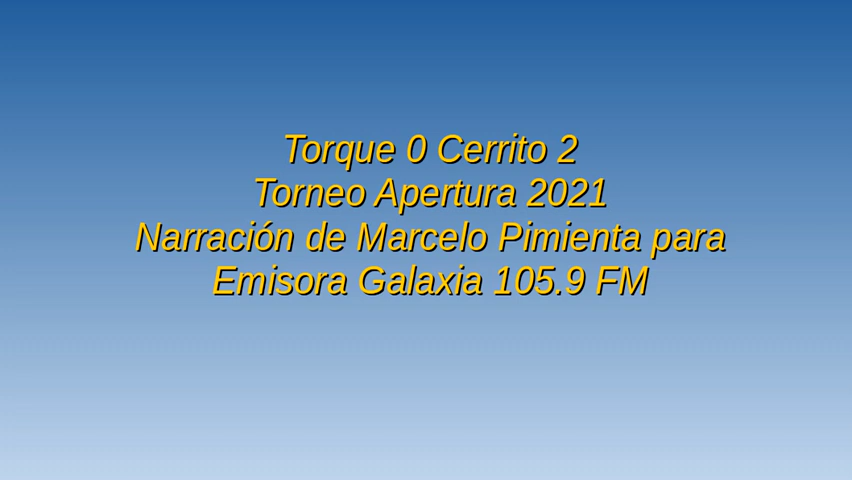 Torque 0 Cerrito 2
Torneo Apertura 2021
Narración de Marcelo Pimienta para
Emisora Galaxia 105.9 FM